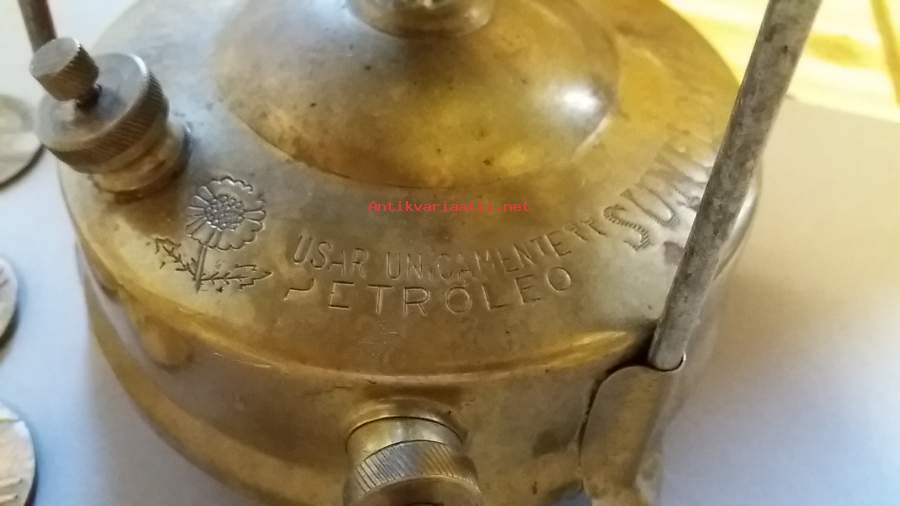 Antikvariaatti.net
USAR UNICAMENTE
PETROLEO